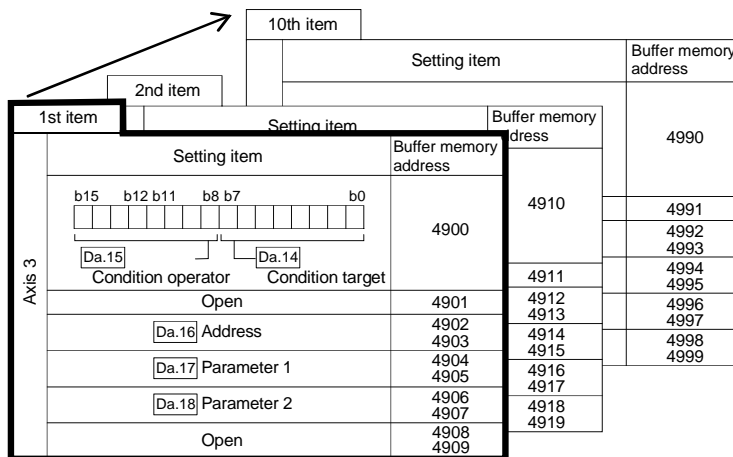 10th item
Setting item
Buffer memory
address
4990
4991
4992
4993
4994
4995
4996
4997
4998
4999
2nd item
Setting item
Buffer memory
dress
4910
4911
4912
4913
4914
4915
4916
4917
4918
4919
1st item
Axis 3
Setting item
Buffer memory
address
b15 b12 b11 b8 b7 b0
Da.15 Da.14
Condition operator Condition target
4900
Open 4901
Da.16 Address 4902
4903
Da.17 Parameter 1 4904
4905
Da.18 Parameter 2 4906
4907
Open 4908
4909